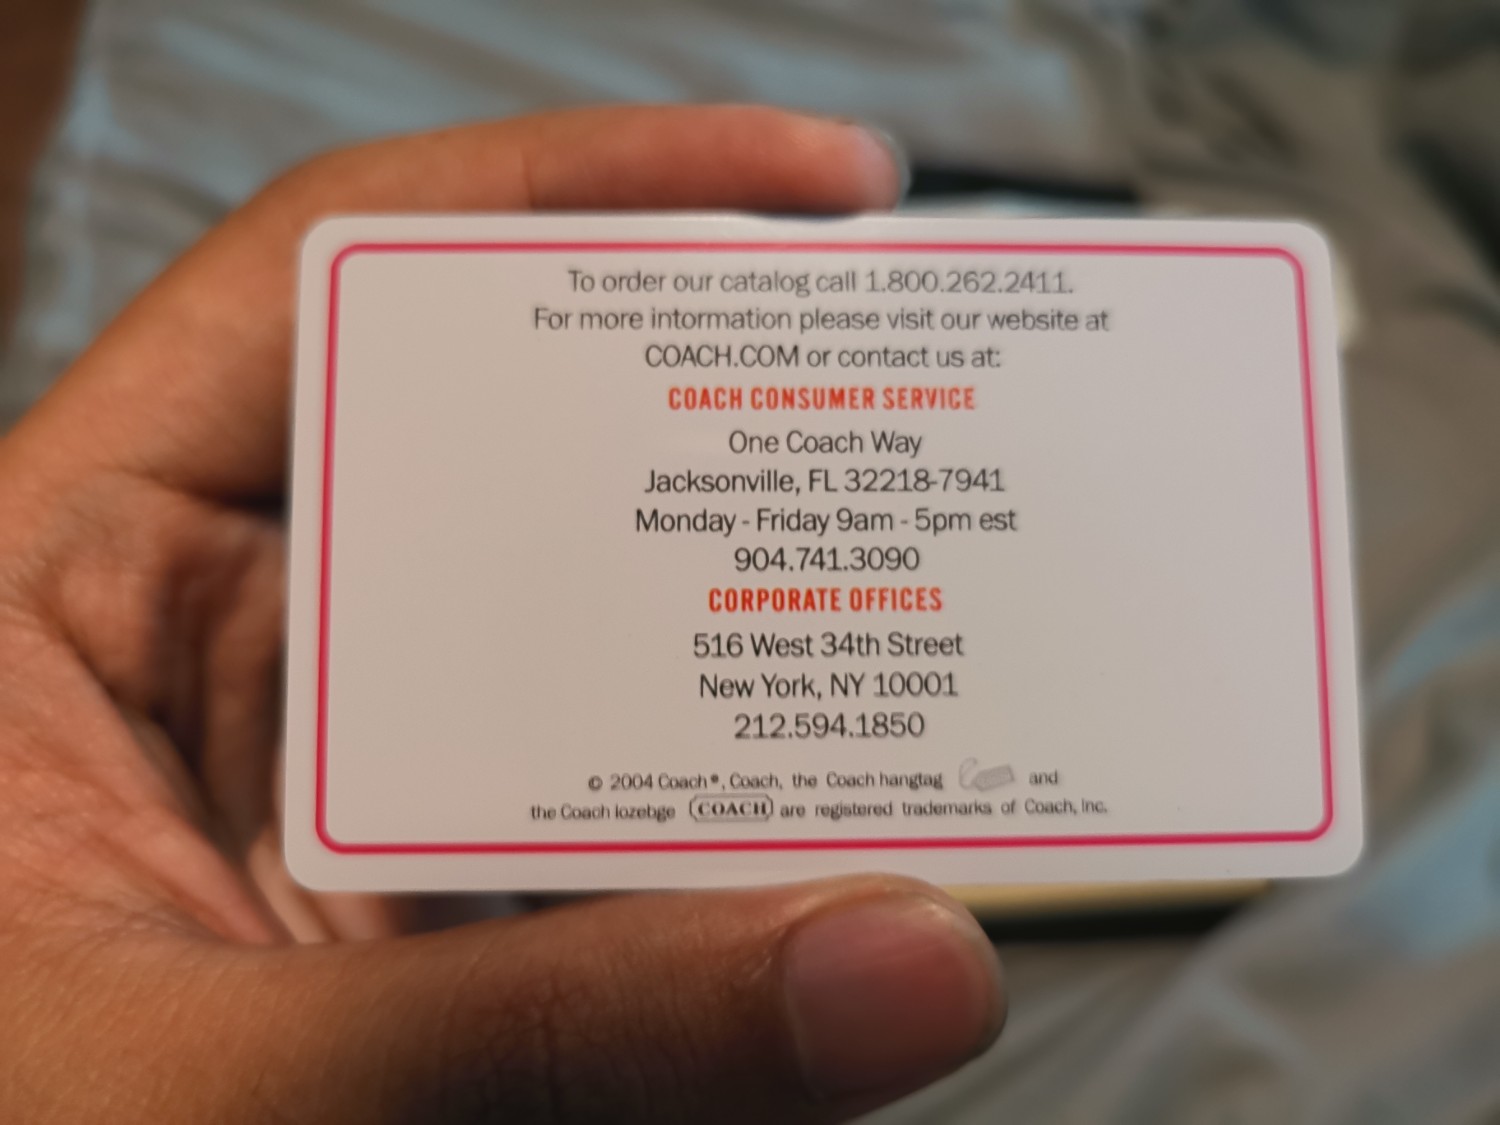 To order our catalog call 1.800.262.2411.
For more intormation please visit our website at
COACH.COM or contact us at:
COACH CONSUMER SERVICE
One Coach Way
Jacksonville, FL 32218-7941
Monday - Friday 9am - 5pm est
904.741.3090
CORPORATE OFFICES
516 West 34th Street
New York, NY 10001
212.594.1850
© 2004 Coach®, Coach, the Coach hangtag and
the Coach lozebge COACH are registered trademarks of Coach, Inc.